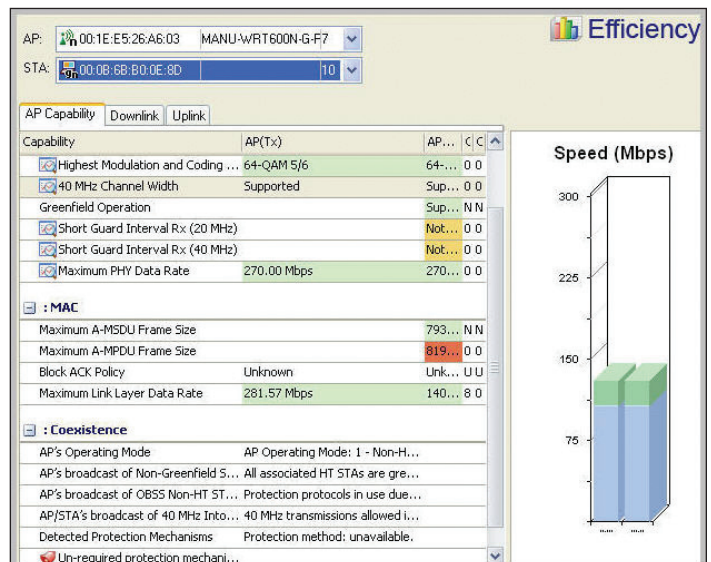 Efficiency
AP: 00:1E:E5:26:A6:03 MANU-WRT600N-G-F7
STA: gn 00:0B:6B:B0:0E:8D 10
AP Capability Downlink Uplink
Capability AP(Tx) AP... C C
Highest Modulation and Coding ... 64-QAM 5/6 64-... 0 0
40 MHz Channel Width Supported Sup... 0 0
Greenfield Operation Sup... N N
Short Guard Interval Rx (20 MHz) Not... 0 0
Short Guard Interval Rx (40 MHz) Not... 0 0
Maximum PHY Data Rate 270.00 Mbps 270... 0 0
: MAC
Maximum A-MSDU Frame Size 793... N N
Maximum A-MPDU Frame Size 819... 0 0
Block ACK Policy Unknown Unk... U U
Maximum Link Layer Data Rate 281.57 Mbps 140... 8 0
: Coexistence
AP's Operating Mode AP Operating Mode: 1 - Non-H...
AP's broadcast of Non-Greenfield S... All associated HT STAs are gre...
AP's broadcast of OBSS Non-HT ST... Protection protocols in use due...
AP/STA's broadcast of 40 MHz Into... 40 MHz transmissions allowed i...
Detected Protection Mechanisms Protection method: unavailable.
Un-required protection mechani...
Speed (Mbps)
300
225
150
75